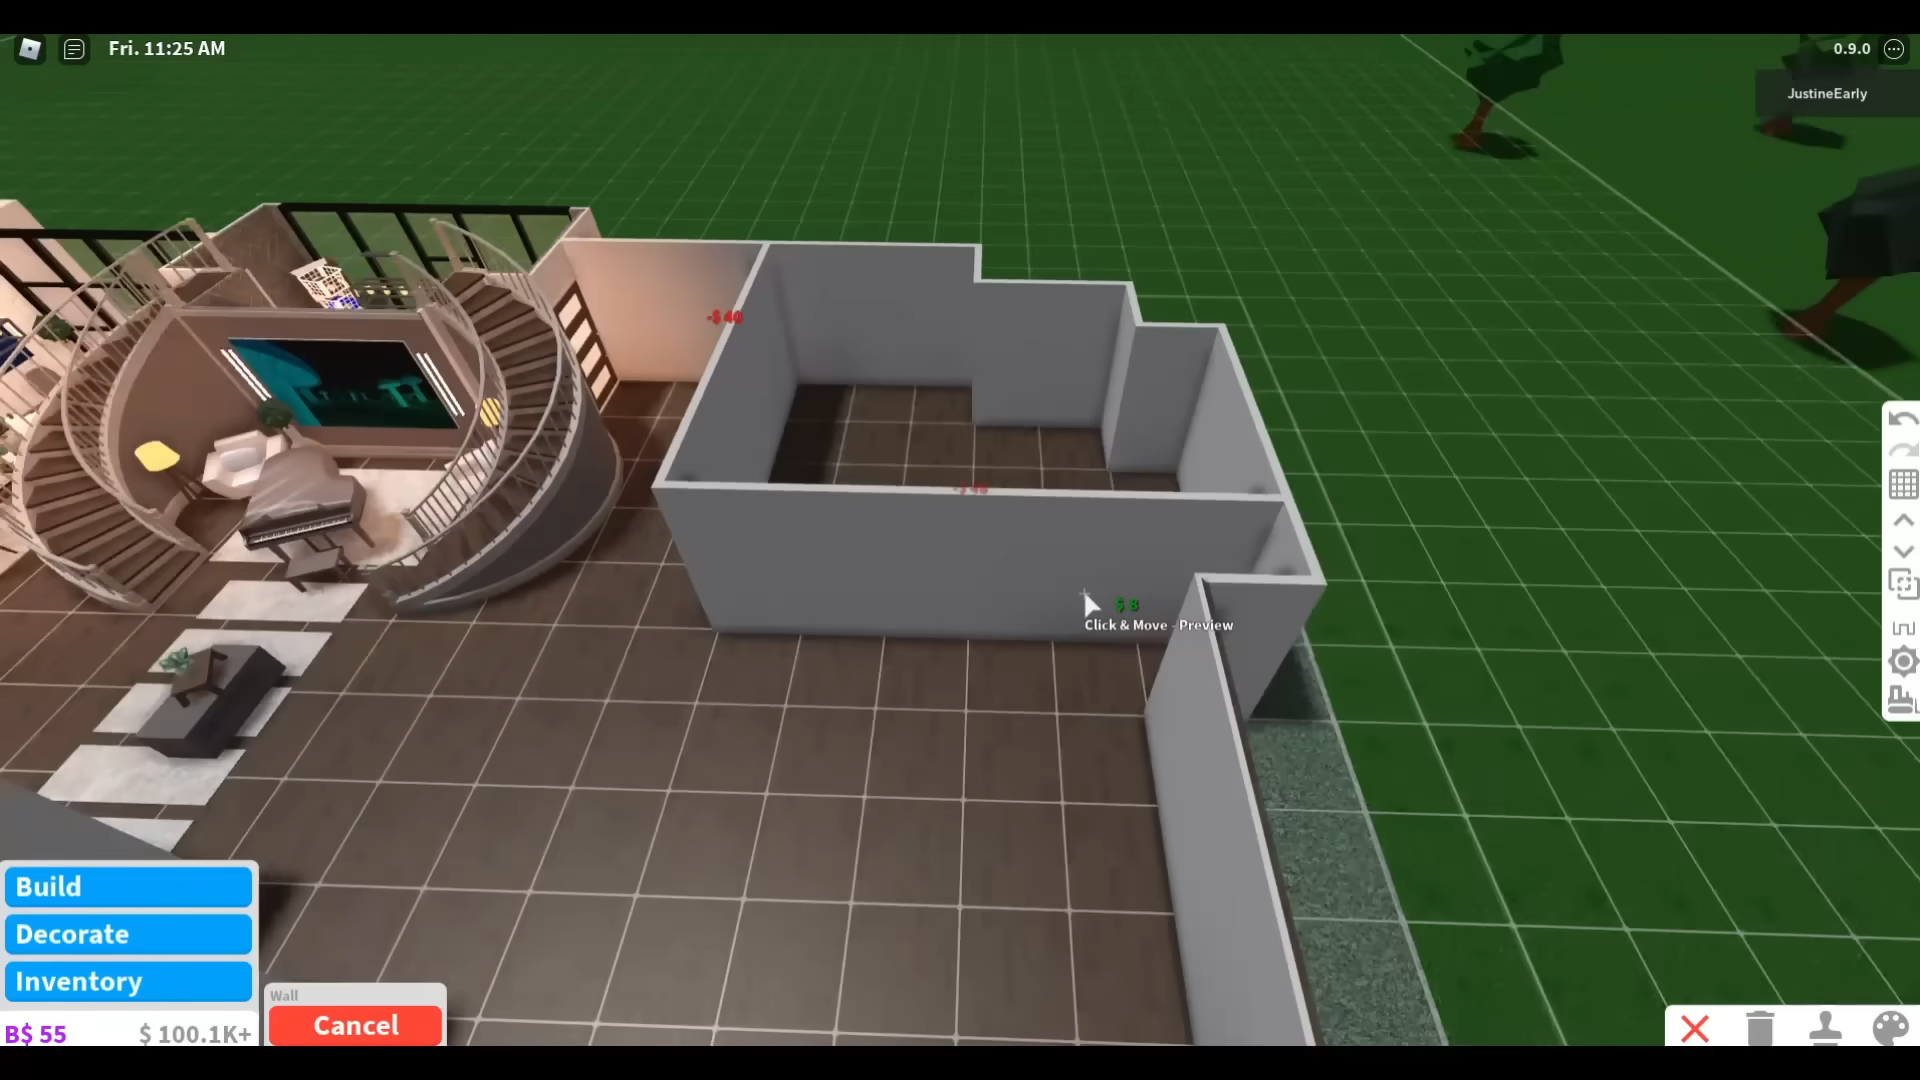 Fri. 11:25 AM
0.9.0
JustineEarly
-$ 40
$ 8
Click & Move - Preview
Build
Decorate
Inventory
Wall
Cancel
B$ 55
$ 100.1K+